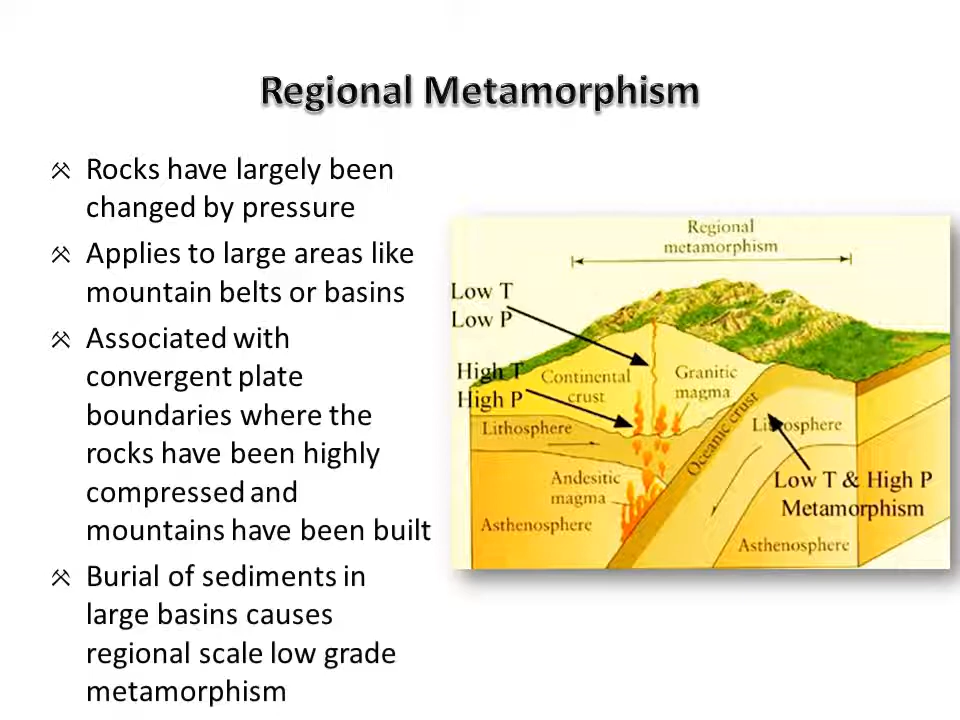 Regional Metamorphism
Rocks have largely been
changed by pressure
Applies to large areas like
mountain belts or basins
Associated with
convergent plate
boundaries where the
rocks have been highly
compressed and
mountains have been built
Burial of sediments in
large basins causes
regional scale low grade
metamorphism
Regional
metamorphism
Low T
Low P
High T
High P
Continental
crust
Granitic
magma
Lithosphere
Oceanic crust
Lithosphere
Andesitic
magma
Low T & High P
Metamorphism
Asthenosphere
Asthenosphere